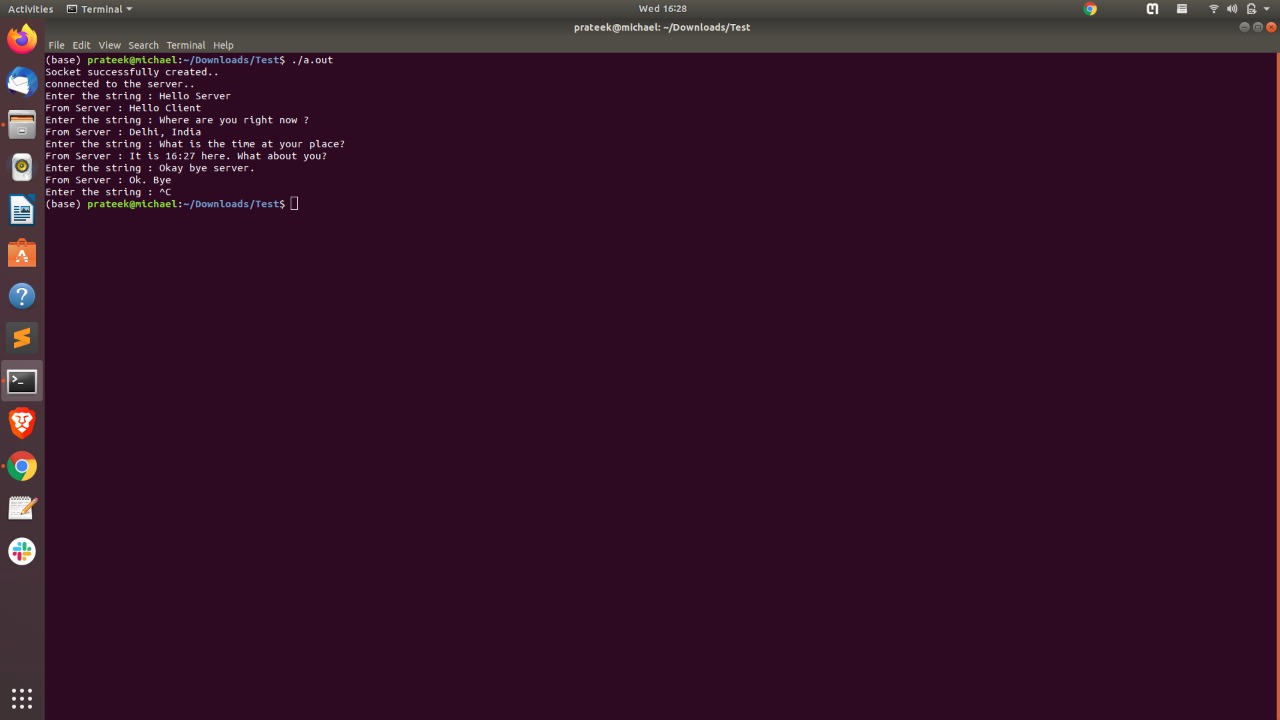 Activities Terminal Wed 16:28
prateek@michael: ~/Downloads/Test
File Edit View Search Terminal Help
(base) prateek@michael:~/Downloads/Test$ ./a.out
Socket successfully created..
connected to the server..
Enter the string : Hello Server
From Server : Hello Client
Enter the string : Where are you right now ?
From Server : Delhi, India
Enter the string : What is the time at your place?
From Server : It is 16:27 here. What about you?
Enter the string : Okay bye server.
From Server : Ok. Bye
Enter the string : ^C
(base) prateek@michael:~/Downloads/Test$